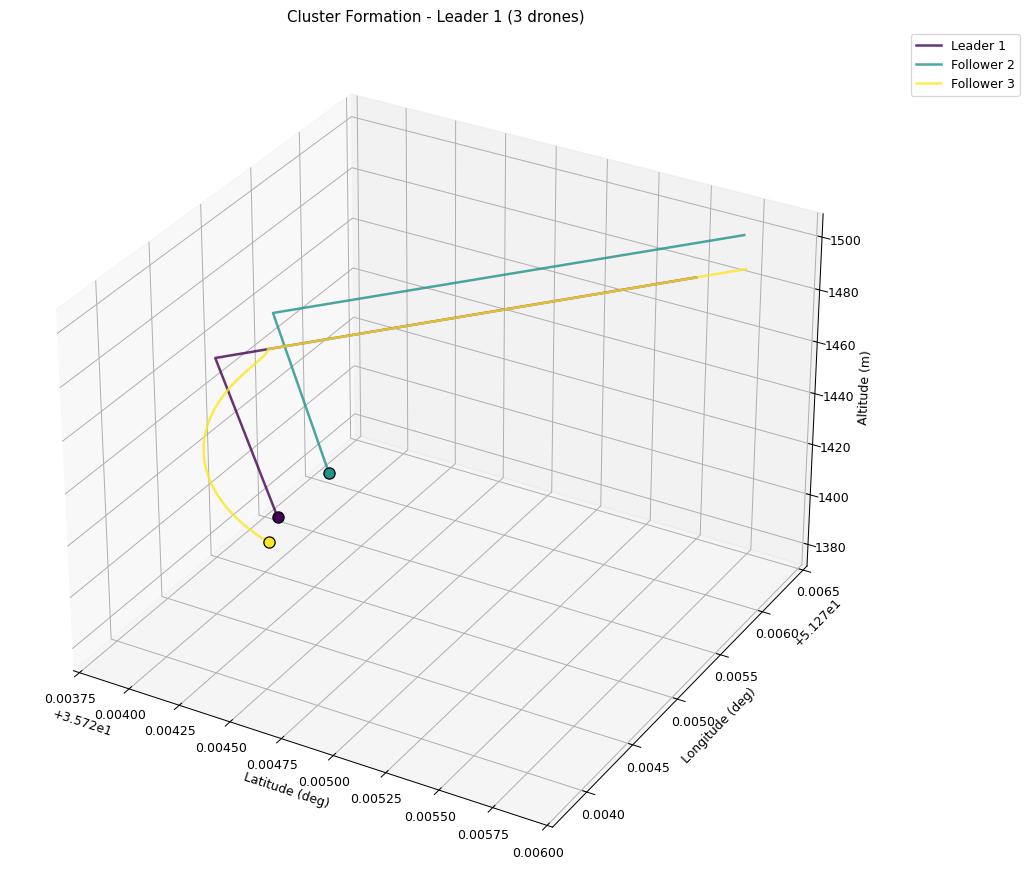 Cluster Formation - Leader 1 (3 drones)
Leader 1
Follower 2
Follower 3
1500
1480
1460
1440
1420
1400
1380
Altitude (m)
0.0065
0.0060
0.0055
0.0050
0.0045
0.0040
+5.127e1
Longitude (deg)
0.00375
0.00400
0.00425
0.00450
0.00475
0.00500
0.00525
0.00550
0.00575
0.00600
+3.572e1
Latitude (deg)